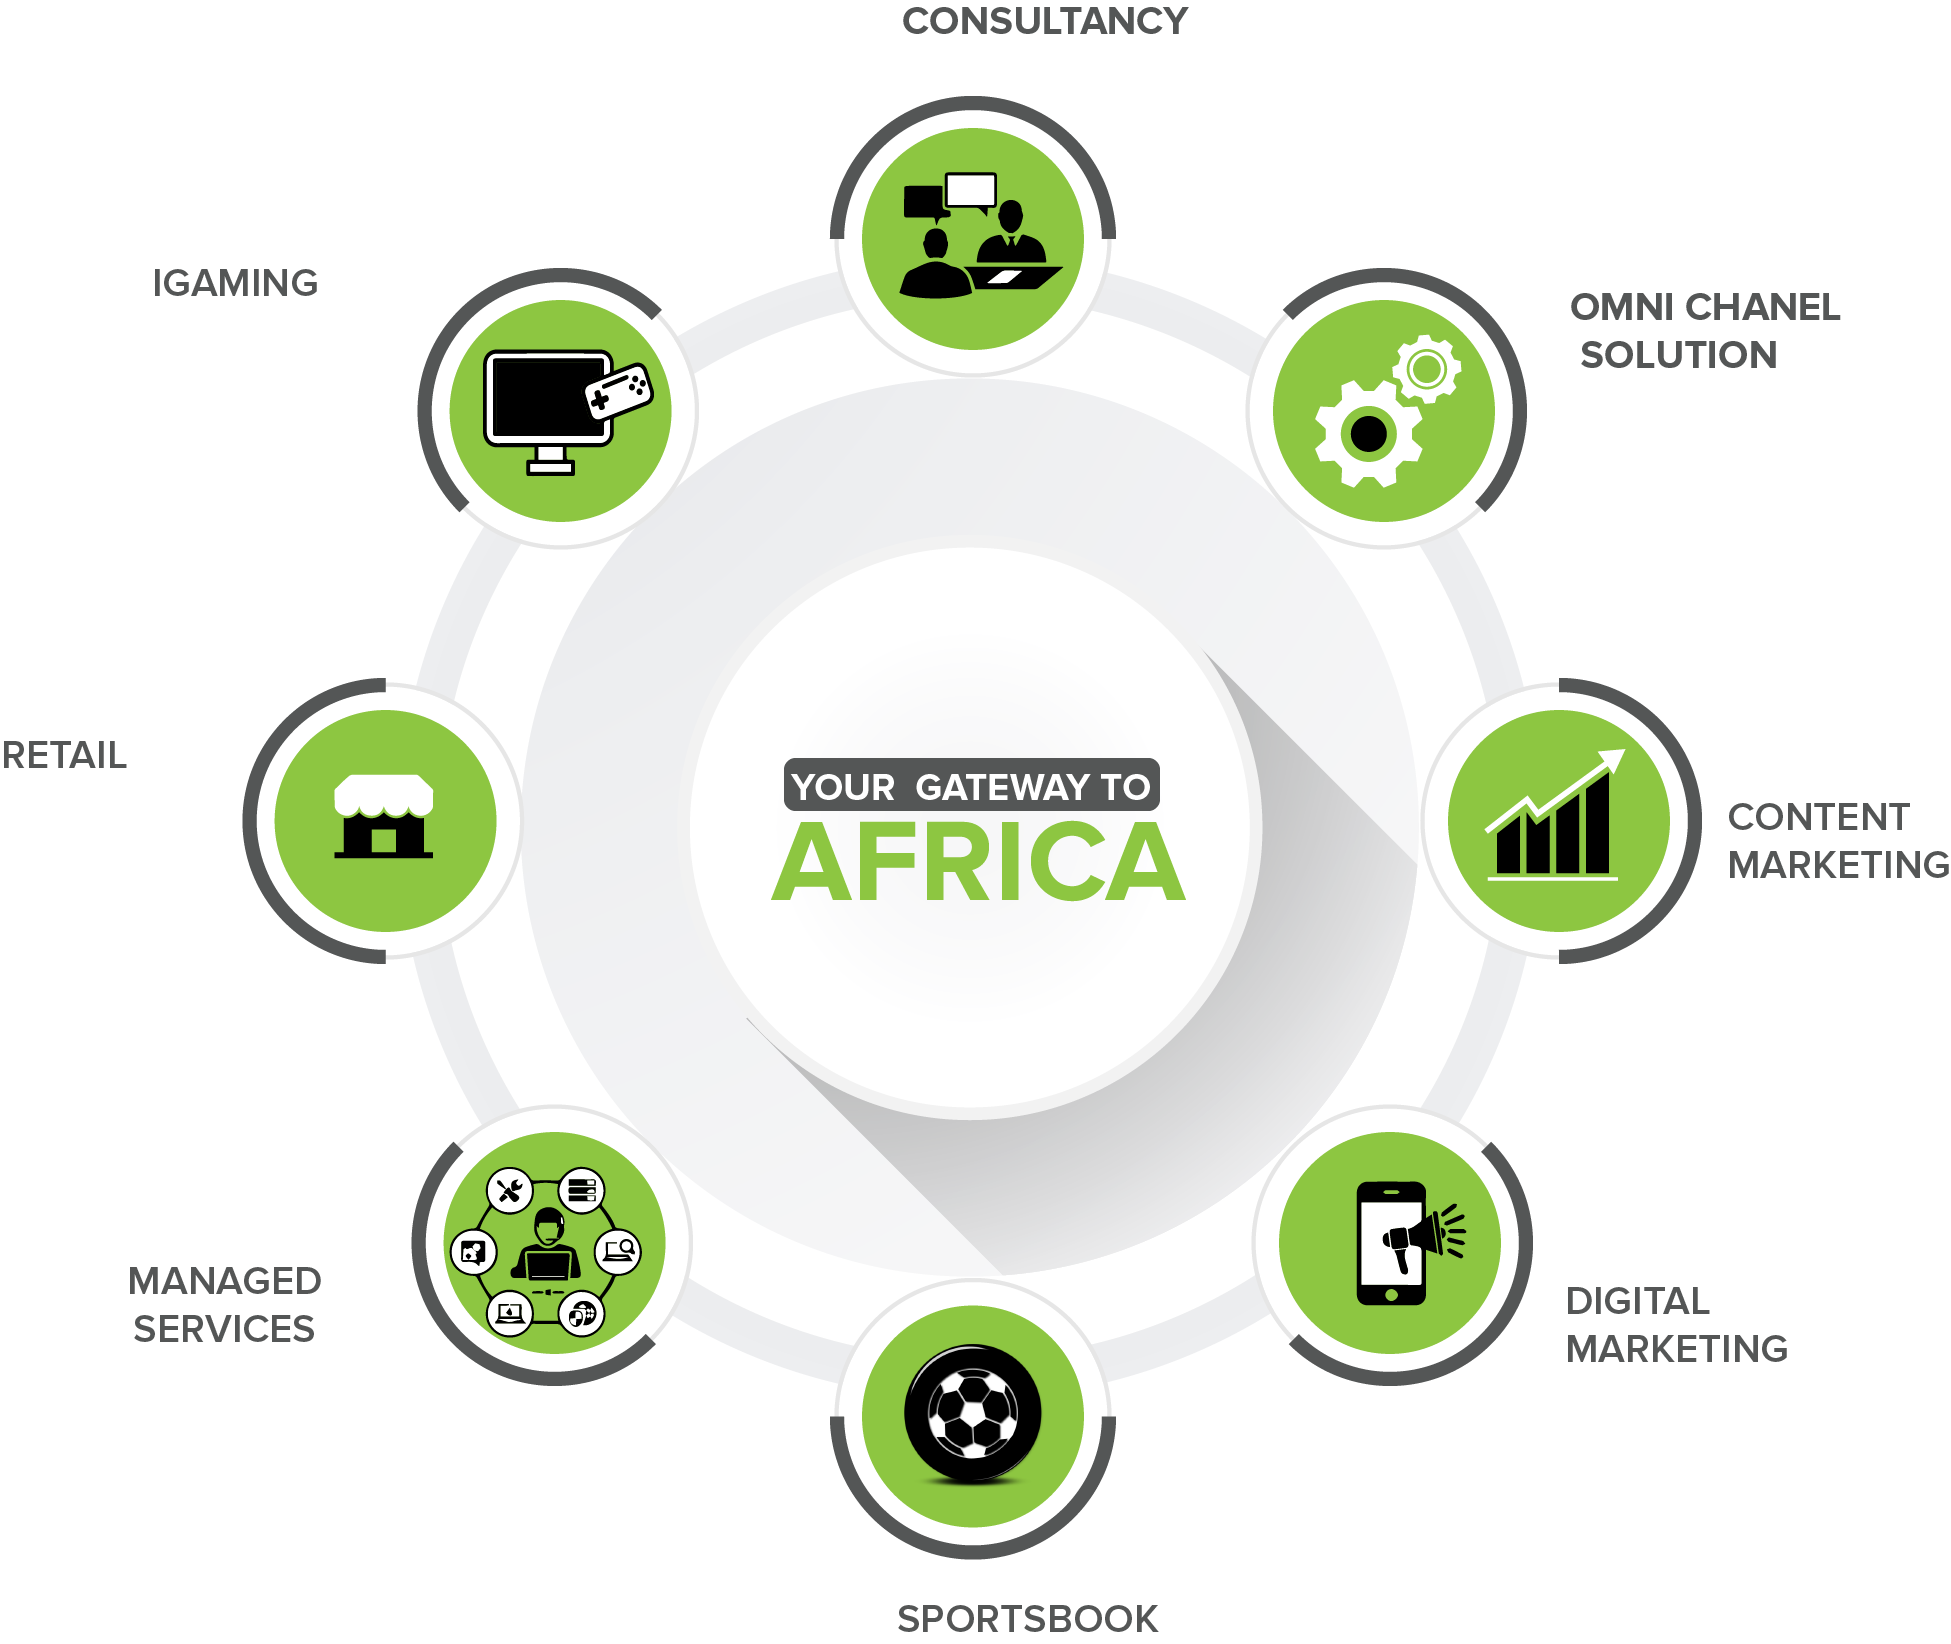 CONSULTANCY
IGAMING
OMNI CHANEL
SOLUTION
RETAIL
YOUR GATEWAY TO
AFRICA
CONTENT
MARKETING
MANAGED
SERVICES
DIGITAL
MARKETING
SPORTSBOOK